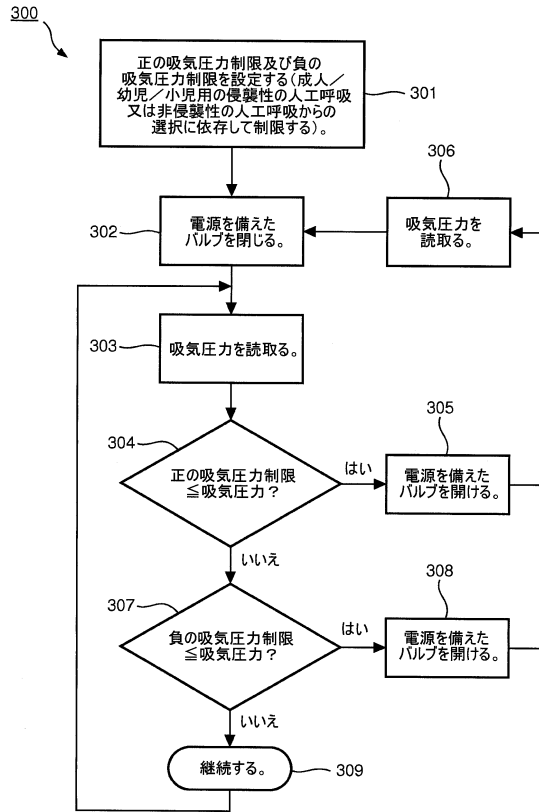 300
正の吸気圧力制限及び負の
吸気圧力制限を設定する(成人/
幼児/小児用の侵襲性の人工呼吸
又は非侵襲性の人工呼吸からの
選択に依存して制限する)。
301
306
302
電源を備えた
バルブを閉じる。
吸気圧力を
読取る。
303
吸気圧力を読取る。
304
正の吸気圧力制限
≦吸気圧力?
はい
305
電源を備えた
バルブを開ける。
いいえ
307
負の吸気圧力制限
≦吸気圧力?
はい
308
電源を備えた
バルブを開ける。
いいえ
継続する。
309